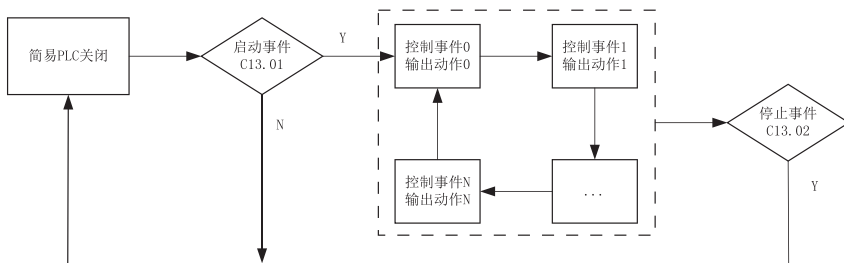 简易PLC关闭
启动事件
C13.01
Y
N
控制事件0
输出动作0
控制事件1
输出动作1
控制事件N
输出动作N
...
停止事件
C13.02
Y